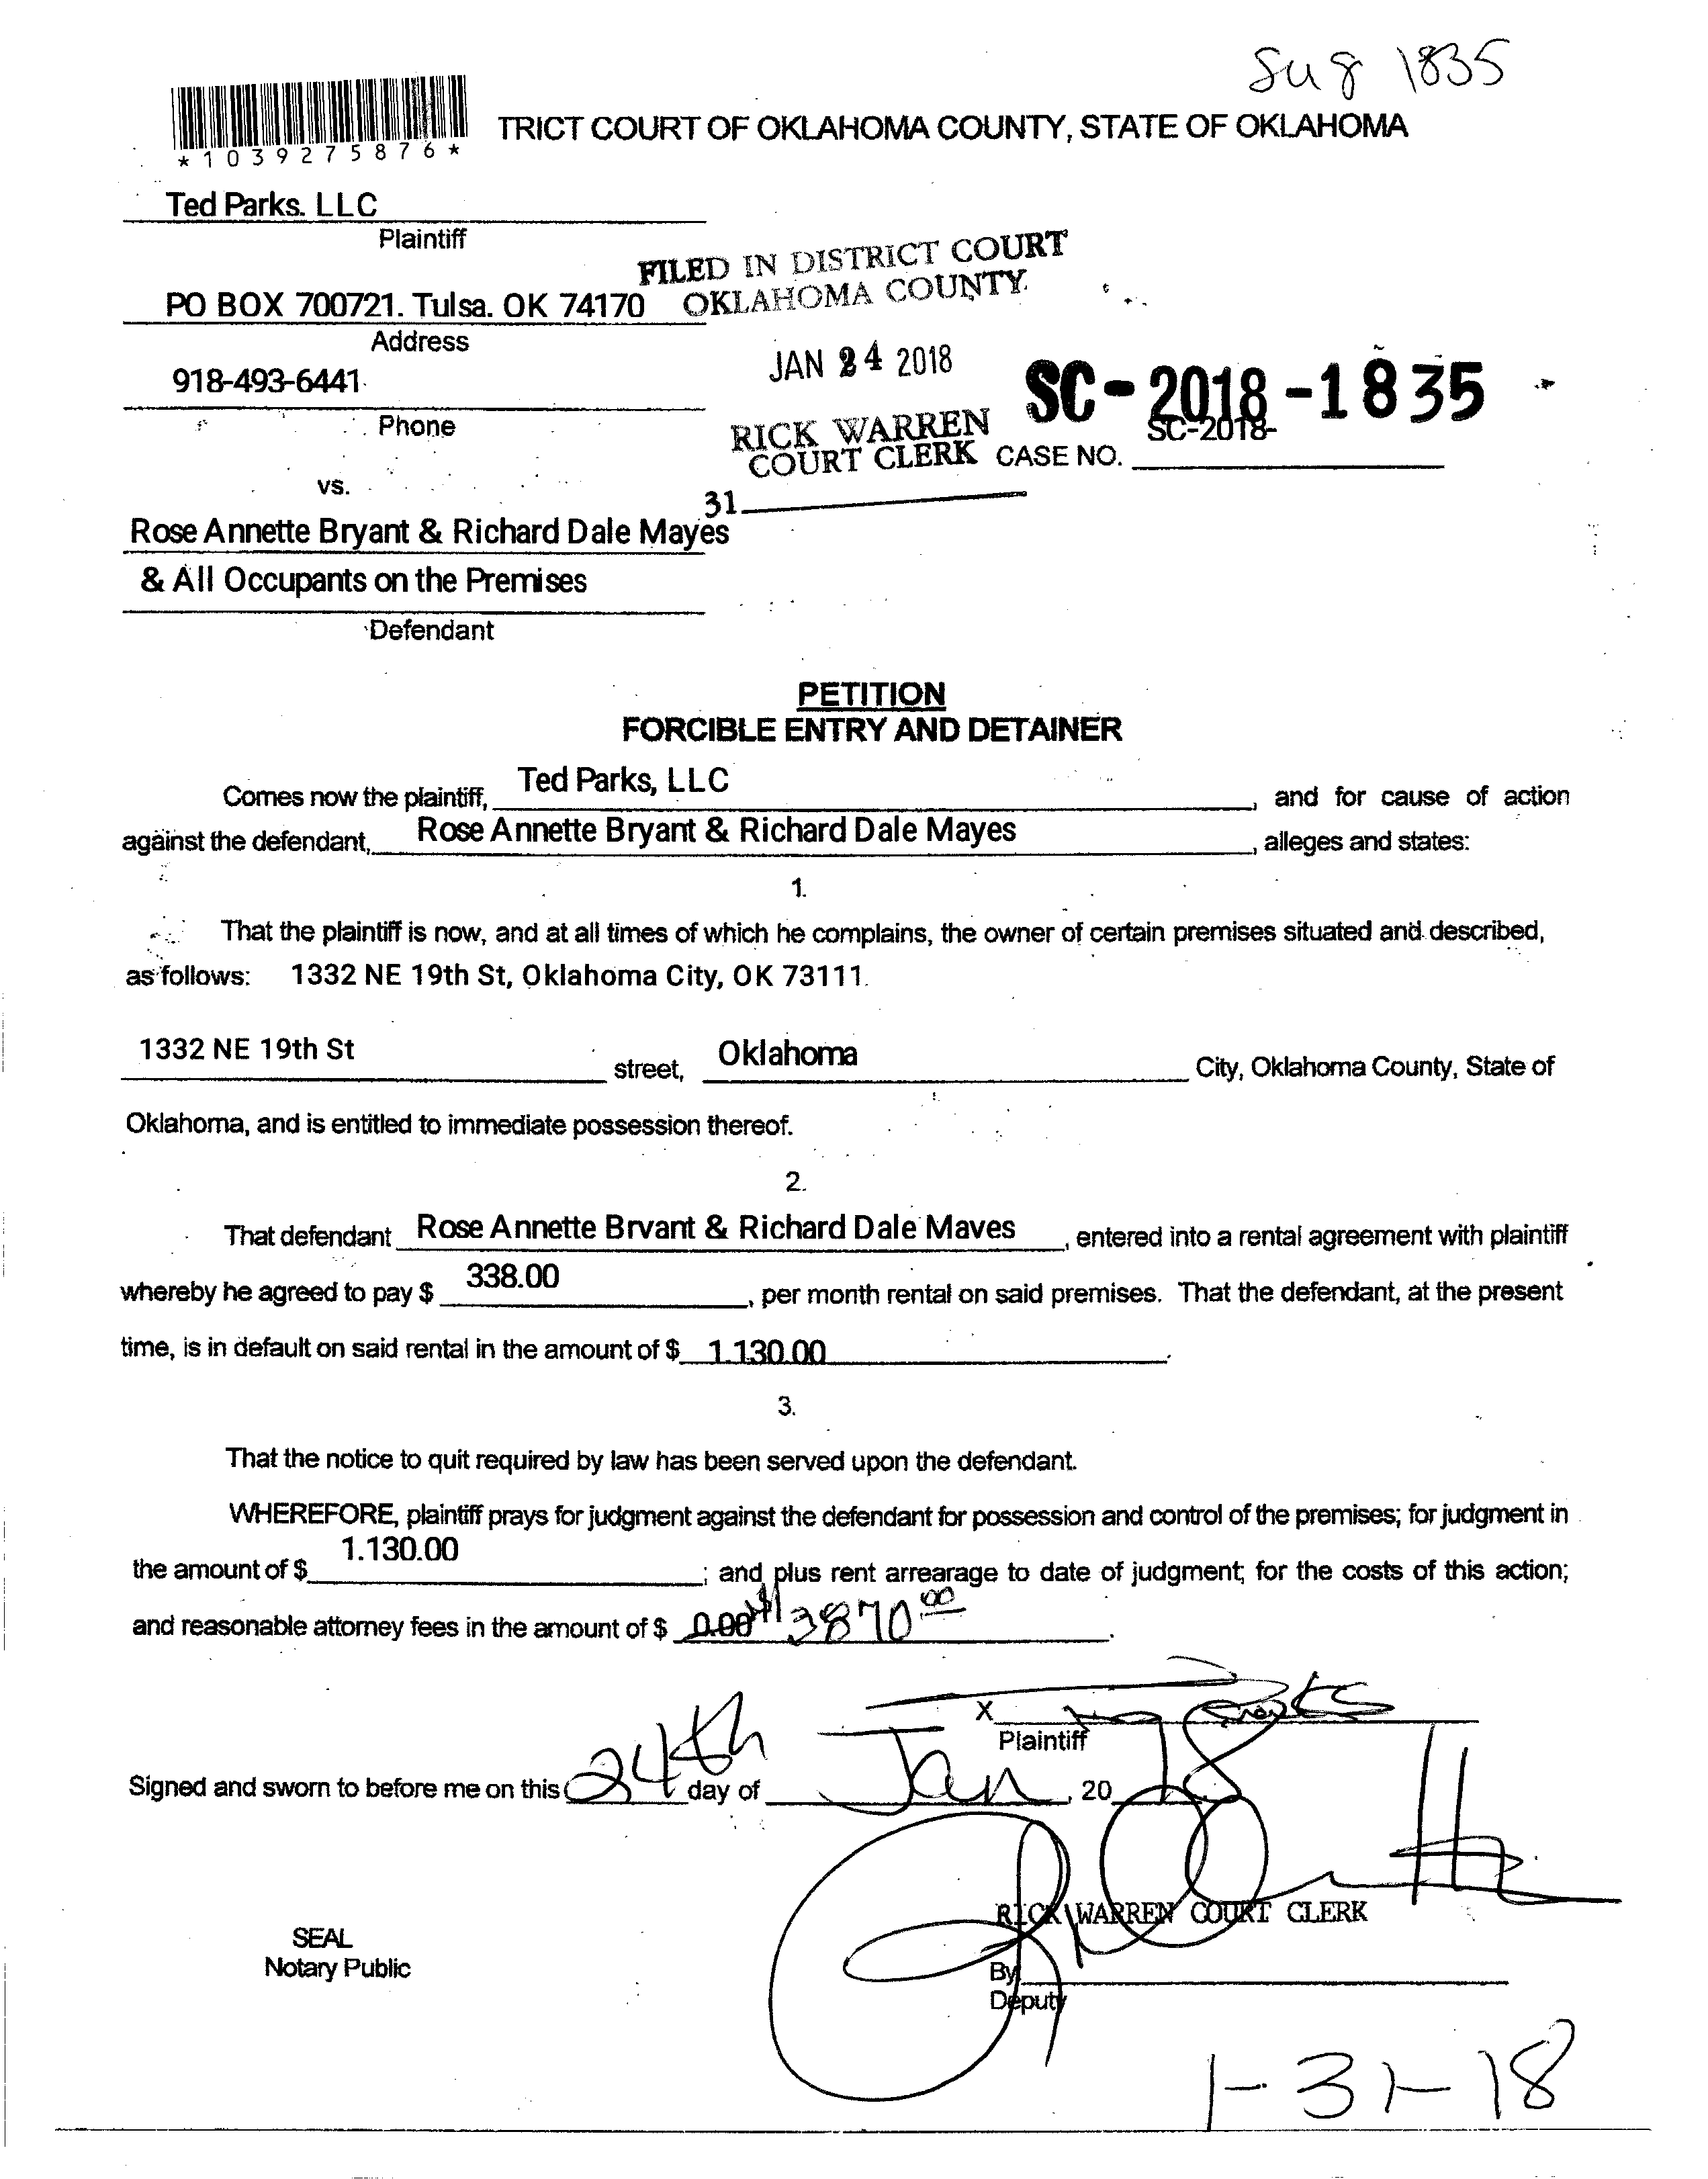 Su 8 1835
*1039275876*
TRICT COURT OF OKLAHOMA COUNTY, STATE OF OKLAHOMA
Ted Parks. LLC
Plaintiff
FILED IN DISTRICT COURT
OKLAHOMA COUNTY
PO BOX 700721. Tulsa. OK 74170
Address
JAN 24 2018
918-493-6441
Phone
SC-2018-1835
RICK WARREN
COURT CLERK
SC-2018-
CASE NO.
vs.
31
Rose Annette Bryant & Richard Dale Mayes
& All Occupants on the Premises
Defendant
PETITION
FORCIBLE ENTRY AND DETAINER
Comes now the plaintiff, Ted Parks, LLC, and for cause of action
against the defendant, Rose Annette Bryant & Richard Dale Mayes, alleges and states:
1.
That the plaintiff is now, and at all times of which he complains, the owner of certain premises situated and described,
as follows: 1332 NE 19th St, Oklahoma City, OK 73111.
1332 NE 19th St street, Oklahoma City, Oklahoma County, State of
Oklahoma, and is entitled to immediate possession thereof.
2.
That defendant Rose Annette Brvant & Richard Dale Maves, entered into a rental agreement with plaintiff
whereby he agreed to pay $ 338.00, per month rental on said premises. That the defendant, at the present
time, is in default on said rental in the amount of $ 1.130.00.
3.
That the notice to quit required by law has been served upon the defendant.
WHEREFORE, plaintiff prays for judgment against the defendant for possession and control of the premises; for judgment in
the amount of $ 1.130.00; and plus rent arrearage to date of judgment; for the costs of this action;
and reasonable attorney fees in the amount of $ 0.00 3870 00.
X
Plaintiff
Signed and sworn to before me on this 24th day of Jan, 20 18
RICK WARREN COURT CLERK
SEAL
Notary Public
By
Deputy
1-31-18